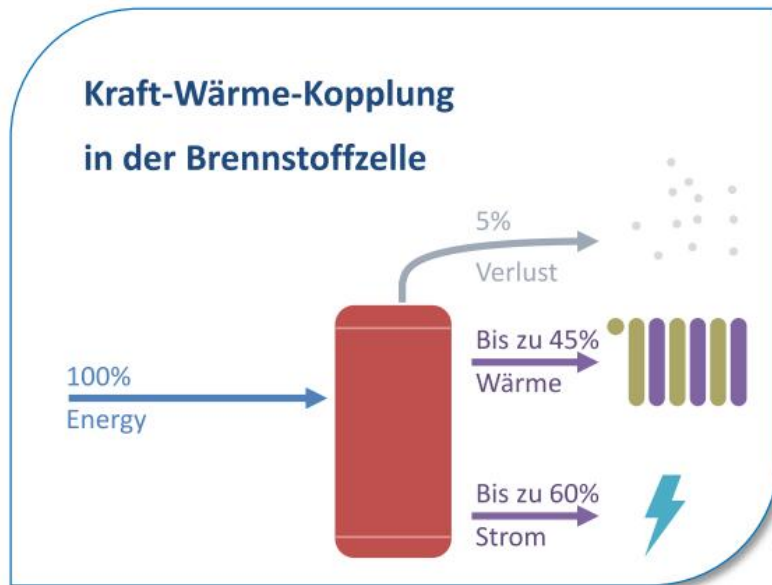 Kraft-Wärme-Kopplung
in der Brennstoffzelle
5%
Verlust
Bis zu 45%
Wärme
100%
Energy
Bis zu 60%
Strom